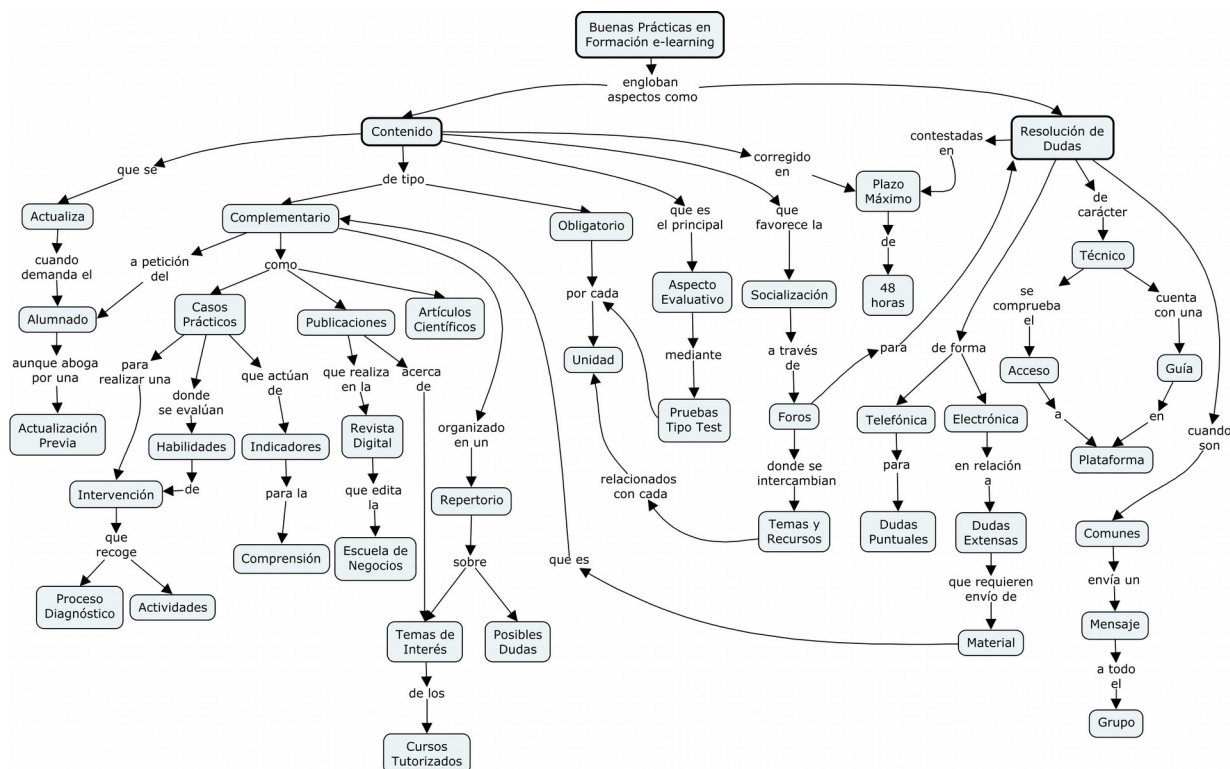 Buenas Prácticas en
Formación e-learning
engloban
aspectos como
Contenido
Resolución de
Dudas
contestadas
en
corregido
en
Plazo
Máximo
de
48
horas
que se
Actualiza
cuando
demanda el
Alumnado
aunque aboga
por una
Actualización
Previa
de tipo
Complementario
Obligatorio
a petición
del
como
Casos
Prácticos
Publicaciones
Artículos
Científicos
para
realizar una
donde
se evalúan
Habilidades
de
Intervención
que
recoge
Proceso
Diagnóstico
Actividades
que actúan
de
Indicadores
para la
Comprensión
que realiza
en la
Revista
Digital
que edita
la
Escuela de
Negocios
acerca
de
organizado
en un
Repertorio
sobre
Temas de
Interés
Posibles
Dudas
de los
Cursos
Tutorizados
por cada
Unidad
relacionados
con cada
que es
el principal
Aspecto
Evaluativo
mediante
Pruebas
Tipo Test
que
favorece la
Socialización
a través
de
Foros
para
donde se
intercambian
Temas y
Recursos
de forma
Telefónica
para
Dudas
Puntuales
Electrónica
en relación
a
Dudas
Extensas
que requieren
envío de
Material
que es
de
carácter
Técnico
se
comprueba
el
Acceso
a
cuenta
con una
Guía
en
Plataforma
cuando
son
Comunes
envía un
Mensaje
a todo
el
Grupo